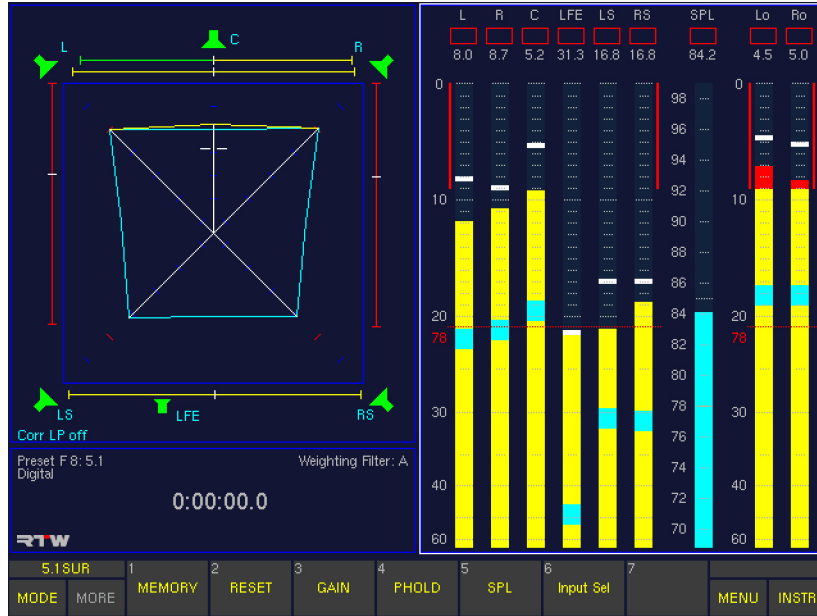 L R C LFE LS RS SPL Lo Ro
8.0 8.7 5.2 31.3 16.8 16.8 84.2 4.5 5.0
C
L R
0 98 0
96
94
10 92 10
90
88
86
20 84 20
78 82 78
80
30 78 30
76
40 74 40
72
60 70 60
LS LFE RS
Corr LP off
Preset F 8: 5.1 Weighting Filter: A
Digital
0:00:00.0
RTW
5.1SUR 1 2 3 4 5 6 7
MODE MORE MEMORY RESET GAIN PHOLD SPL Input Sel MENU INSTR